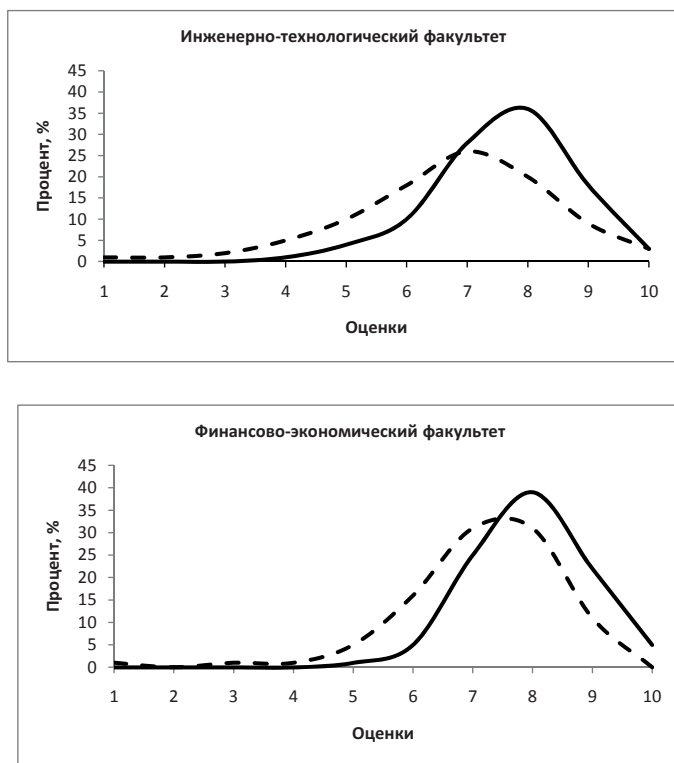 Инженерно-технологический факультет
Процент, %
45
40
35
30
25
20
15
10
5
0
1 2 3 4 5 6 7 8 9 10
Оценки
Финансово-экономический факультет
Процент, %
45
40
35
30
25
20
15
10
5
0
1 2 3 4 5 6 7 8 9 10
Оценки